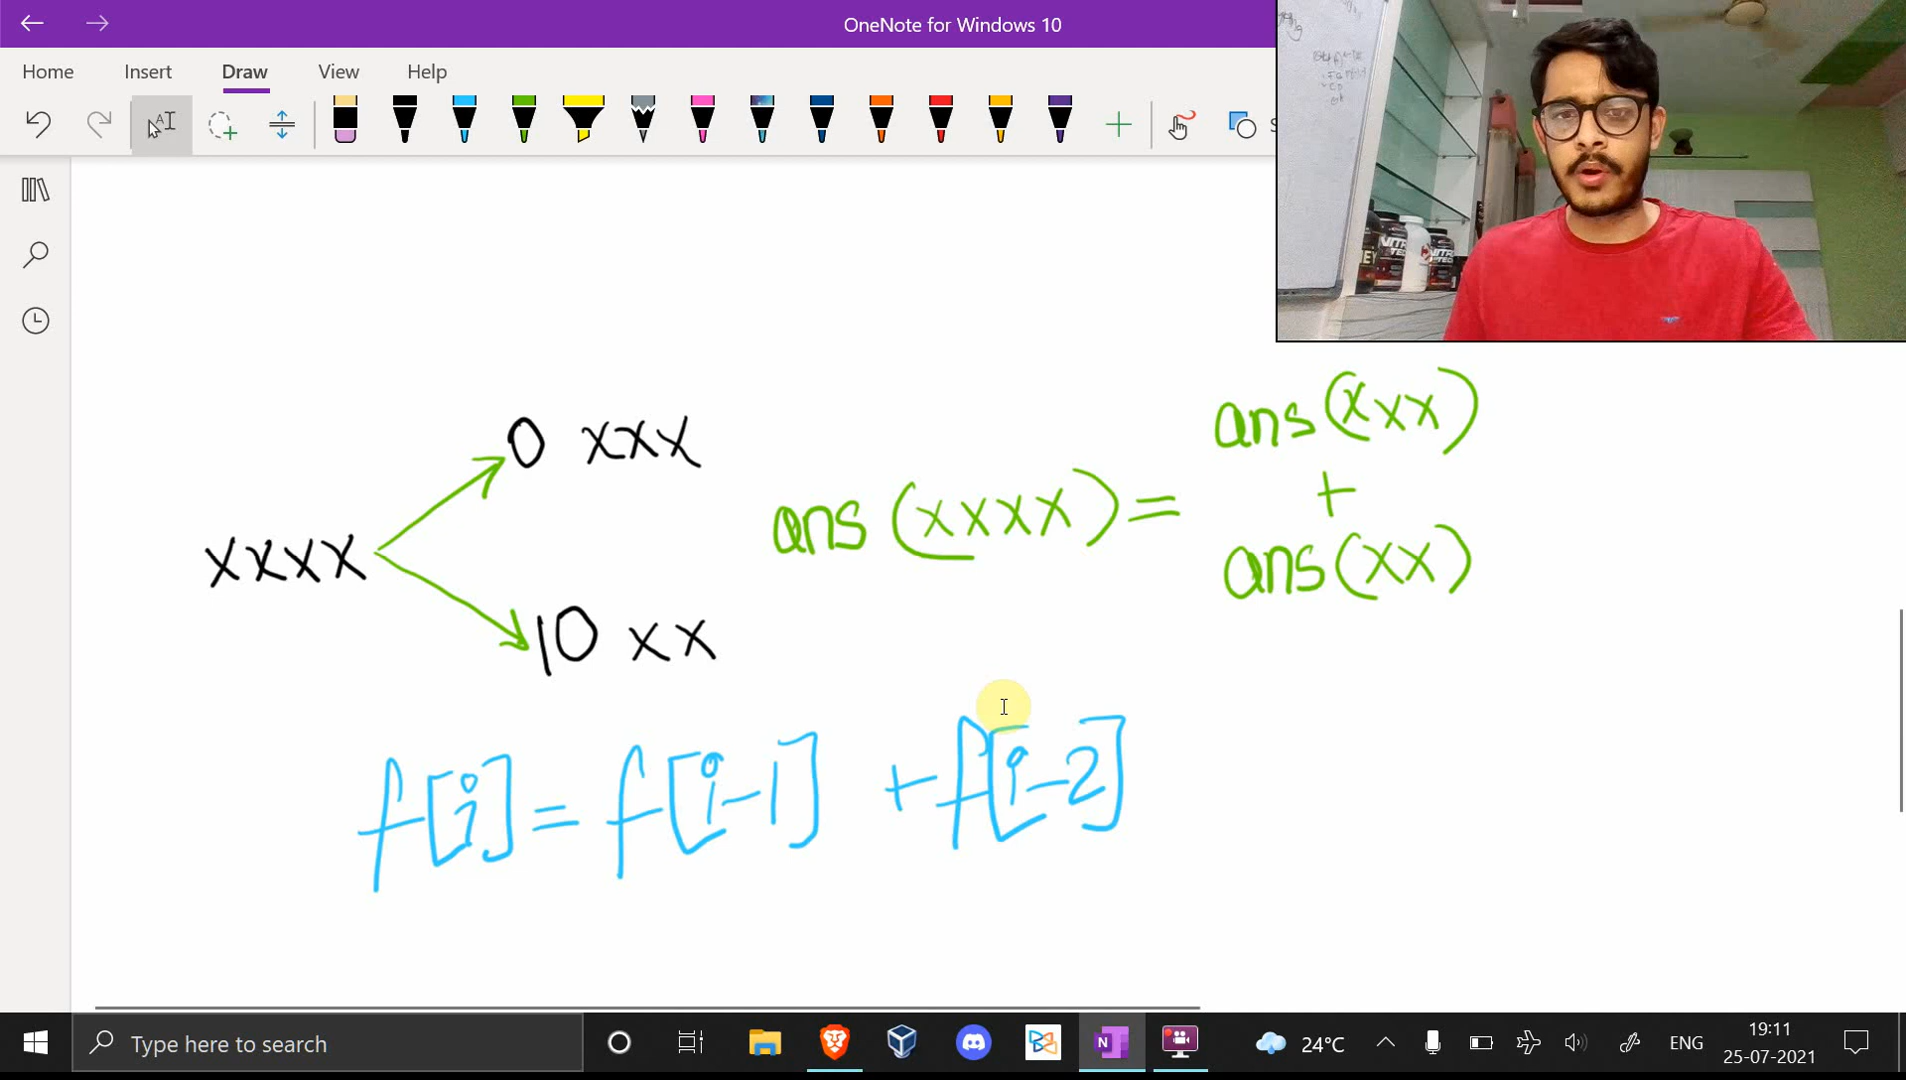 OneNote for Windows 10
Home Insert Draw View Help
0 xxx
ans(xxx)
+
xxxx
ans(xxxx)=
ans(xx)
10 xx
f[i]=f[i-1] +f[i-2]
Type here to search
24°C
ENG
19:11
25-07-2021